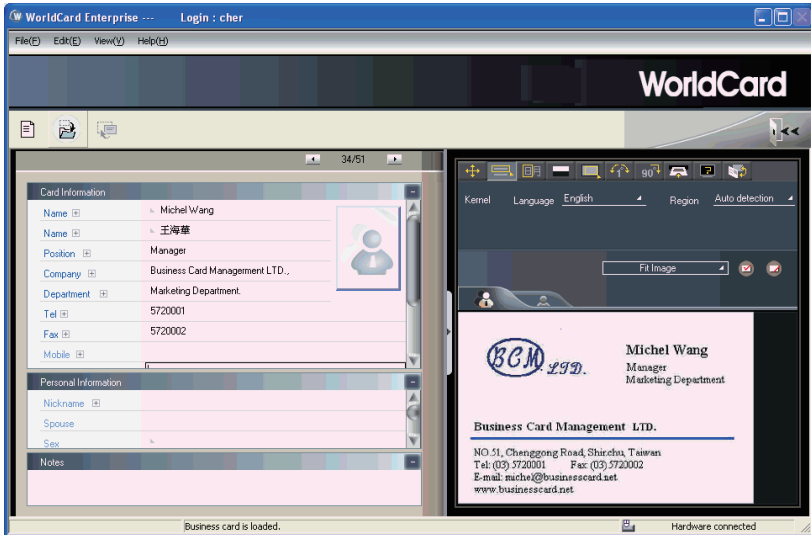 WorldCard Enterprise --- Login : cher
File(F) Edit(E) View(V) Help(H)
WorldCard
34/51
Card Information
Name Michel Wang
Name 王海華
Position Manager
Company Business Card Managerment LTD.,
Department Marketing Department.
Tel 5720001
Fax 5720002
Mobile
Personal Information
Nickname
Spouse
Sex
Notes
90°
Kernel Language English Region Auto detection
Fit Image
BCM LTD.
Michel Wang
Manager
Marketing Department
Business Card Management LTD.
NO.51, Chenggong Road, Shinchu, Taiwan
Tel: (03) 5720001 Fax: (03) 5720002
E-mail: michel@businesscard.net
www.businesscard.net
Business card is loaded.
Hardware connected